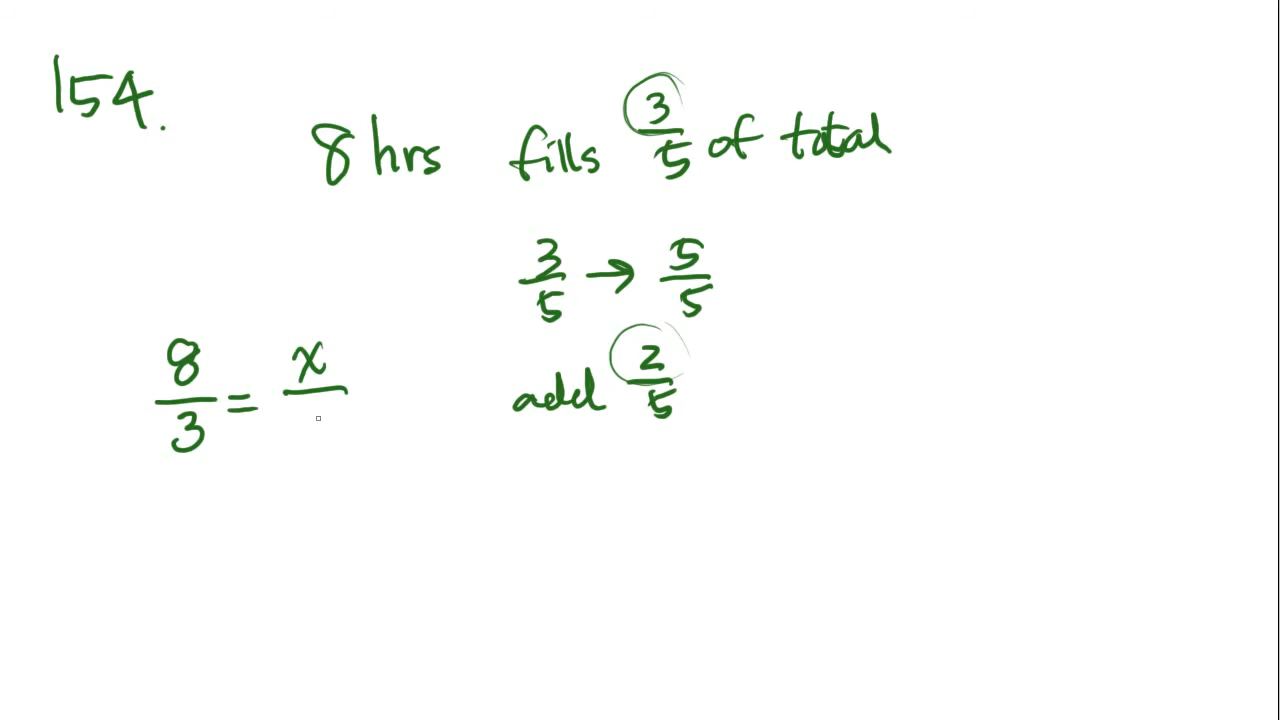 154.
8 hrs fills 3/5 of total
3/5 → 5/5
8/3 = x/
add 2/5